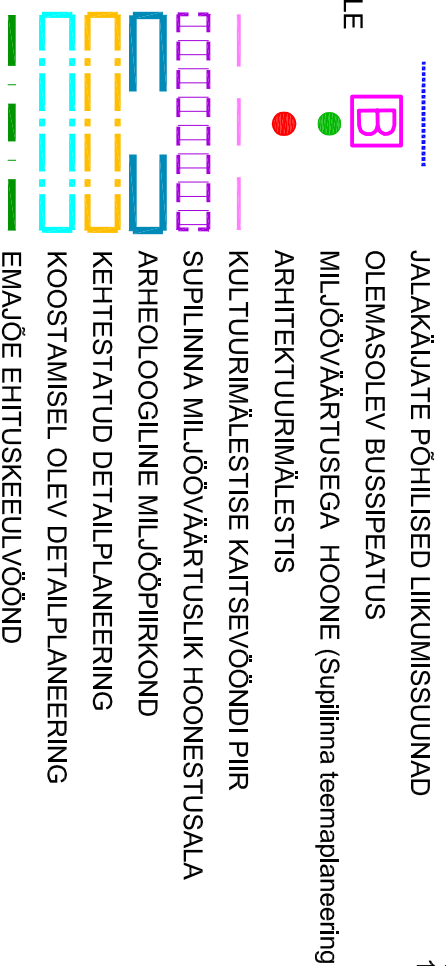 LE
JALAKÄIJATE PÕHILISED LIIKUMISSUUNAD
B
OLEMASOLEV BUSSIPEATUS
MILJÖÖVÄÄRTUSEGA HOONE (Supilinna teemaplaneering
ARHITEKTUURIMÄLESTIS
KULTUURIMÄLESTISE KAITSEVÖÖNDI PIIR
SUPILINNA MILJÖÖVÄÄRTUSLIK HOONESTUSALA
ARHEOLOOGILINE MILJÖÖPIIRKOND
KEHTESTATUD DETAILPLANEERING
KOOSTAMISEL OLEV DETAILPLANEERING
EMAJÕE EHITUSKEEULVÖÖND